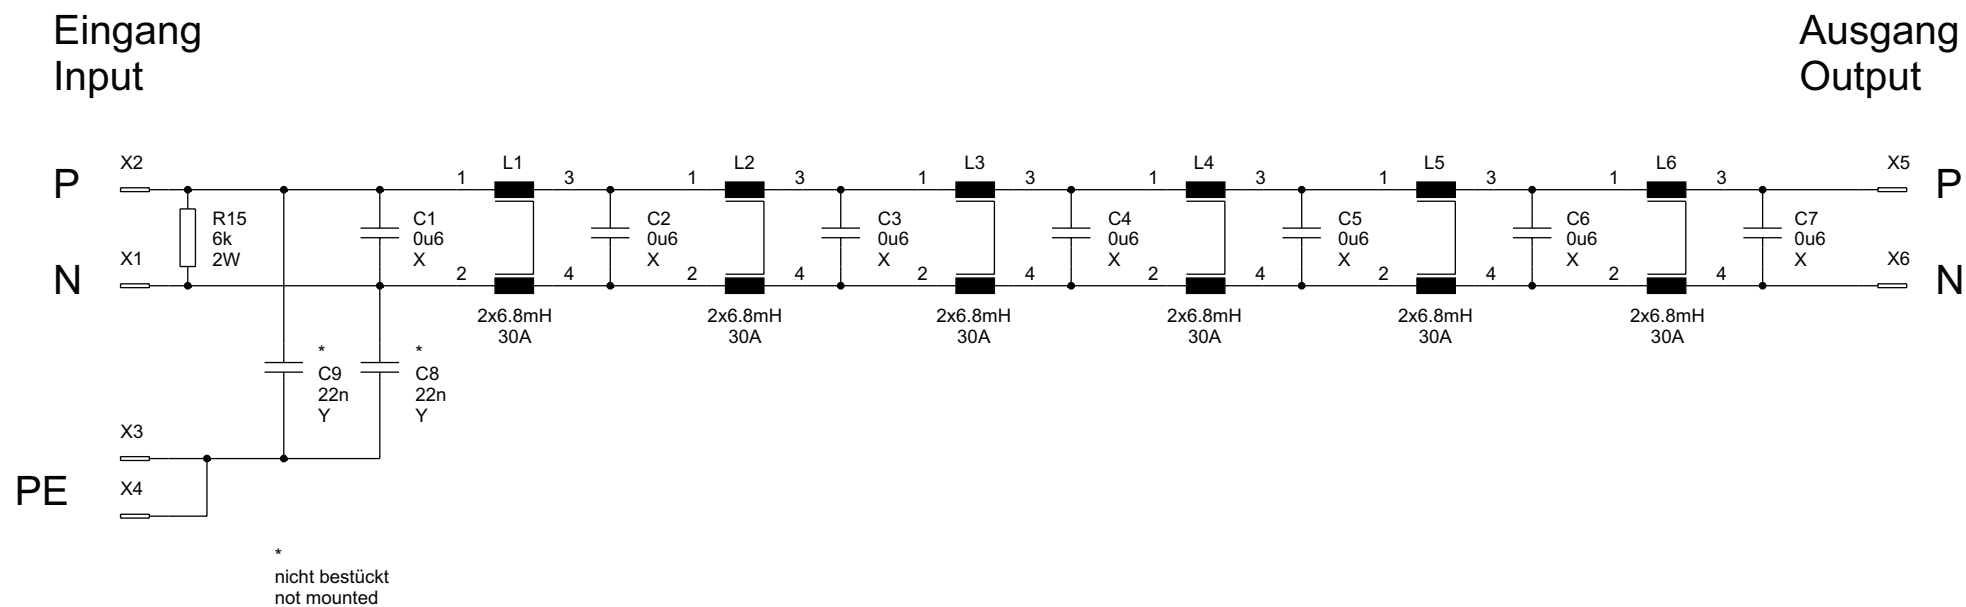 Eingang
Input
Ausgang
Output
P
X2
R15
6k
2W
N
X1
C1
0u6
X
1
L1
3
2
4
2x6.8mH
30A
C2
0u6
X
1
L2
3
2
4
2x6.8mH
30A
C3
0u6
X
1
L3
3
2
4
2x6.8mH
30A
C4
0u6
X
1
L4
3
2
4
2x6.8mH
30A
C5
0u6
X
1
L5
3
2
4
2x6.8mH
30A
C6
0u6
X
1
L6
3
2
4
2x6.8mH
30A
C7
0u6
X
X5
P
X6
N
*
C9
22n
Y
*
C8
22n
Y
X3
PE
X4
*
nicht bestückt
not mounted